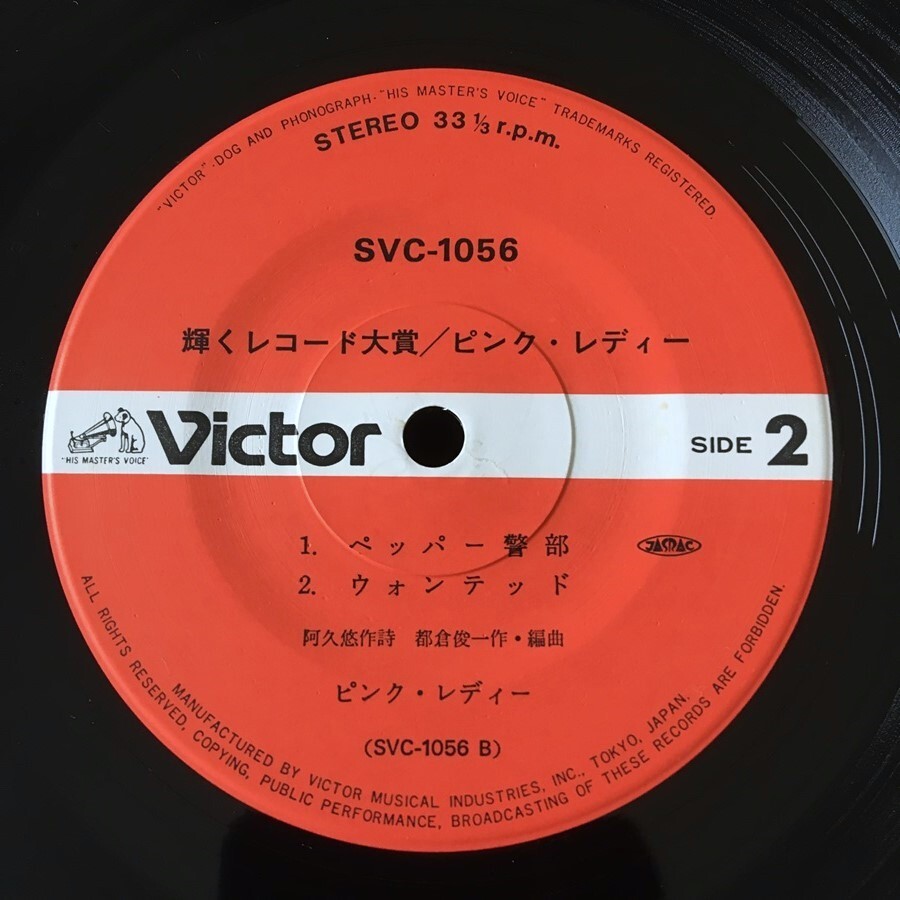 "VICTOR"·DOG AND PHONOGRAPH·"HIS MASTER'S VOICE" TRADEMARKS REGISTERED.
STEREO 33 ⅓ r.p.m.
SVC-1056
輝くレコード大賞／ピンク・レディー
"HIS MASTER'S VOICE"
Victor
SIDE 2
1. ペッパー警部
JASRAC
2. ウォンテッド
阿久悠作詩 都倉俊一作・編曲
ピンク・レディー
(SVC-1056 B)
MANUFACTURED BY VICTOR MUSICAL INDUSTRIES, INC., TOKYO, JAPAN.
ALL RIGHTS RESERVED, COPYING, PUBLIC PERFORMANCE, BROADCASTING OF THESE RECORDS ARE FORBIDDEN.